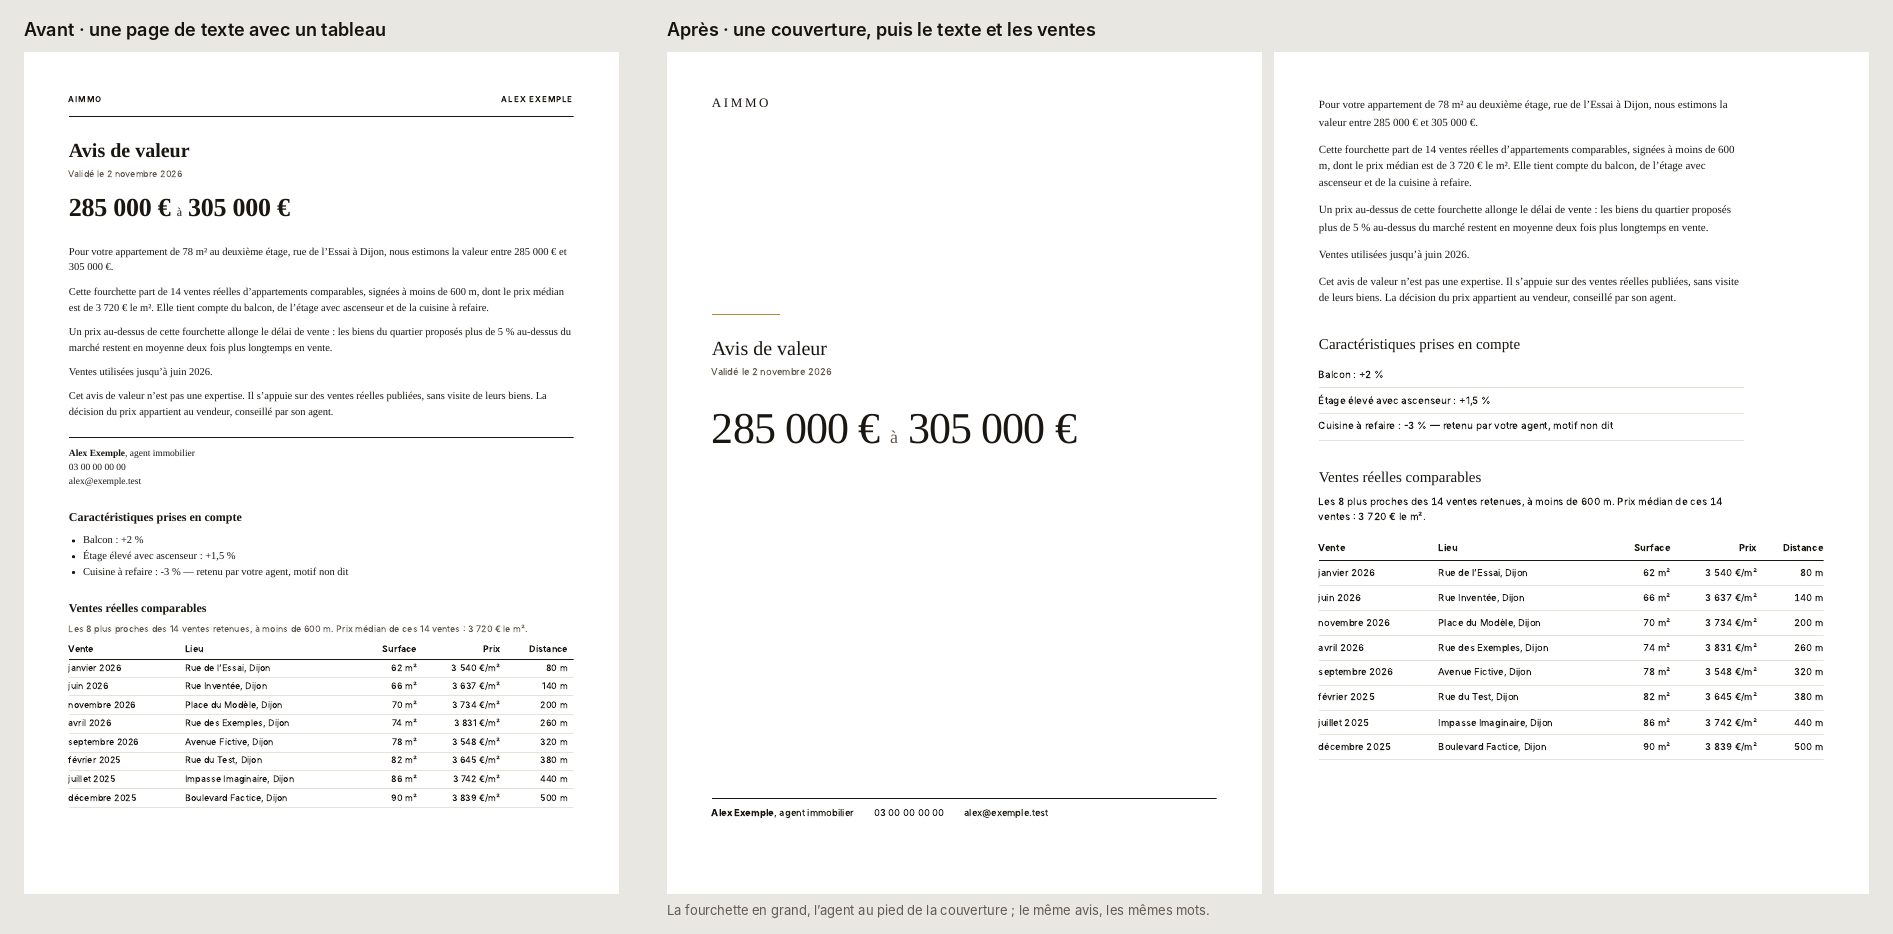 Avant · une page de texte avec un tableau
AIMMO
ALEX EXEMPLE
Avis de valeur
Validé le 2 novembre 2026
285 000 € à 305 000 €
Pour votre appartement de 78 m² au deuxième étage, rue de l’Essai à Dijon, nous estimons la valeur entre 285 000 € et
305 000 €.
Cette fourchette part de 14 ventes réelles d’appartements comparables, signées à moins de 600 m, dont le prix médian
est de 3 720 € le m². Elle tient compte du balcon, de l’étage avec ascenseur et de la cuisine à refaire.
Un prix au-dessus de cette fourchette allonge le délai de vente : les biens du quartier proposés plus de 5 % au-dessus du
marché restent en moyenne deux fois plus longtemps en vente.
Ventes utilisées jusqu’à juin 2026.
Cet avis de valeur n’est pas une expertise. Il s’appuie sur des ventes réelles publiées, sans visite de leurs biens. La
décision du prix appartient au vendeur, conseillé par son agent.
Alex Exemple, agent immobilier
03 00 00 00 00
alex@exemple.test
Caractéristiques prises en compte
• Balcon : +2 %
• Étage élevé avec ascenseur : +1,5 %
• Cuisine à refaire : -3 % — retenu par votre agent, motif non dit
Ventes réelles comparables
Les 8 plus proches des 14 ventes retenues, à moins de 600 m. Prix médian de ces 14 ventes : 3 720 € le m².
Vente Lieu Surface Prix Distance
janvier 2026 Rue de l’Essai, Dijon 62 m² 3 540 €/m² 80 m
juin 2026 Rue Inventée, Dijon 66 m² 3 637 €/m² 140 m
novembre 2026 Place du Modèle, Dijon 70 m² 3 734 €/m² 200 m
avril 2026 Rue des Exemples, Dijon 74 m² 3 831 €/m² 260 m
septembre 2026 Avenue Fictive, Dijon 78 m² 3 548 €/m² 320 m
février 2025 Rue du Test, Dijon 82 m² 3 645 €/m² 380 m
juillet 2025 Impasse Imaginaire, Dijon 86 m² 3 742 €/m² 440 m
décembre 2025 Boulevard Factice, Dijon 90 m² 3 839 €/m² 500 m
Après · une couverture, puis le texte et les ventes
AIMMO
Avis de valeur
Validé le 2 novembre 2026
285 000 € à 305 000 €
Alex Exemple, agent immobilier 03 00 00 00 00 alex@exemple.test
Pour votre appartement de 78 m² au deuxième étage, rue de l’Essai à Dijon, nous estimons la
valeur entre 285 000 € et 305 000 €.
Cette fourchette part de 14 ventes réelles d’appartements comparables, signées à moins de 600
m, dont le prix médian est de 3 720 € le m². Elle tient compte du balcon, de l’étage avec
ascenseur et de la cuisine à refaire.
Un prix au-dessus de cette fourchette allonge le délai de vente : les biens du quartier proposés
plus de 5 % au-dessus du marché restent en moyenne deux fois plus longtemps en vente.
Ventes utilisées jusqu’à juin 2026.
Cet avis de valeur n’est pas une expertise. Il s’appuie sur des ventes réelles publiées, sans visite
de leurs biens. La décision du prix appartient au vendeur, conseillé par son agent.
Caractéristiques prises en compte
Balcon : +2 %
Étage élevé avec ascenseur : +1,5 %
Cuisine à refaire : -3 % — retenu par votre agent, motif non dit
Ventes réelles comparables
Les 8 plus proches des 14 ventes retenues, à moins de 600 m. Prix médian de ces 14
ventes : 3 720 € le m².
Vente Lieu Surface Prix Distance
janvier 2026 Rue de l’Essai, Dijon 62 m² 3 540 €/m² 80 m
juin 2026 Rue Inventée, Dijon 66 m² 3 637 €/m² 140 m
novembre 2026 Place du Modèle, Dijon 70 m² 3 734 €/m² 200 m
avril 2026 Rue des Exemples, Dijon 74 m² 3 831 €/m² 260 m
septembre 2026 Avenue Fictive, Dijon 78 m² 3 548 €/m² 320 m
février 2025 Rue du Test, Dijon 82 m² 3 645 €/m² 380 m
juillet 2025 Impasse Imaginaire, Dijon 86 m² 3 742 €/m² 440 m
décembre 2025 Boulevard Factice, Dijon 90 m² 3 839 €/m² 500 m
La fourchette en grand, l’agent au pied de la couverture ; le même avis, les mêmes mots.